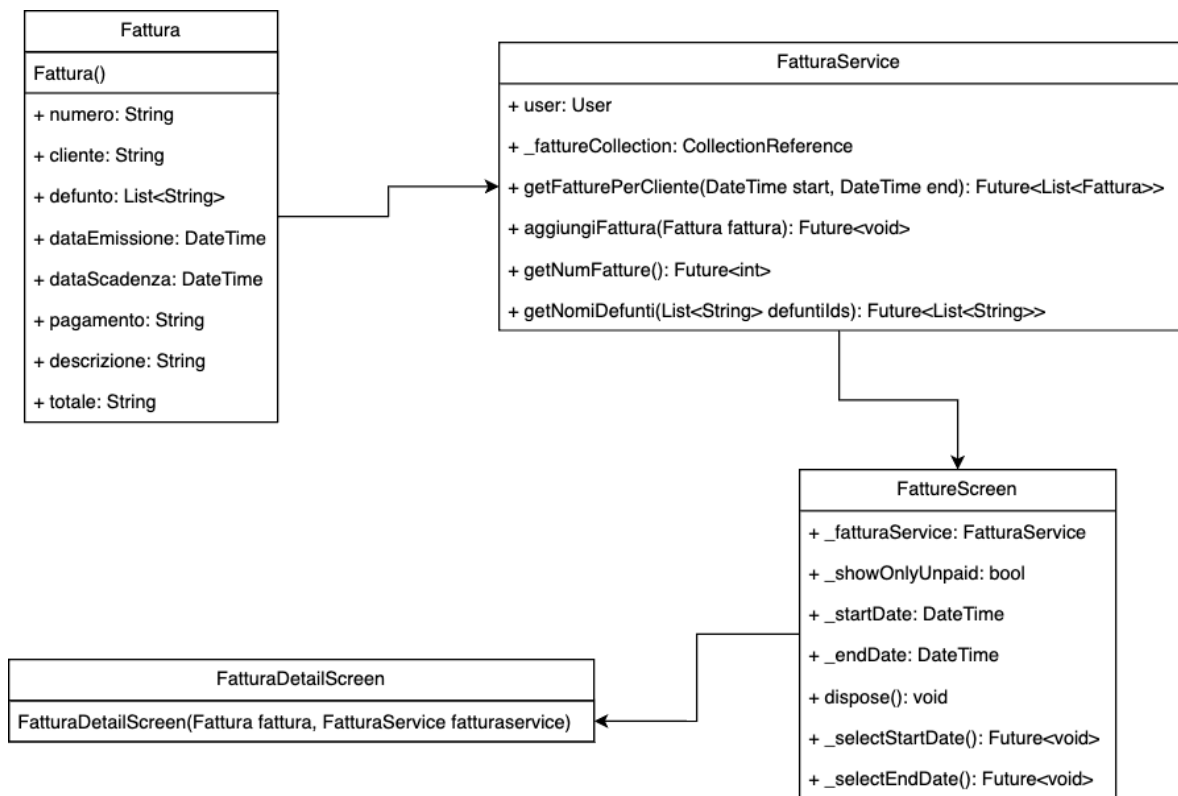 Fattura
Fattura()
+ numero: String
+ cliente: String
+ defunto: List<String>
+ dataEmissione: DateTime
+ dataScadenza: DateTime
+ pagamento: String
+ descrizione: String
+ totale: String
FatturaService
+ user: User
+ _fattureCollection: CollectionReference
+ getFatturePerCliente(DateTime start, DateTime end): Future<List<Fattura>>
+ aggiungiFattura(Fattura fattura): Future<void>
+ getNumFatture(): Future<int>
+ getNomiDefunti(List<String> defuntiIds): Future<List<String>>
FattureScreen
+ _fatturaService: FatturaService
+ _showOnlyUnpaid: bool
+ _startDate: DateTime
+ _endDate: DateTime
+ dispose(): void
+ _selectStartDate(): Future<void>
+ _selectEndDate(): Future<void>
FatturaDetailScreen
FatturaDetailScreen(Fattura fattura, FatturaService fatturaservice)